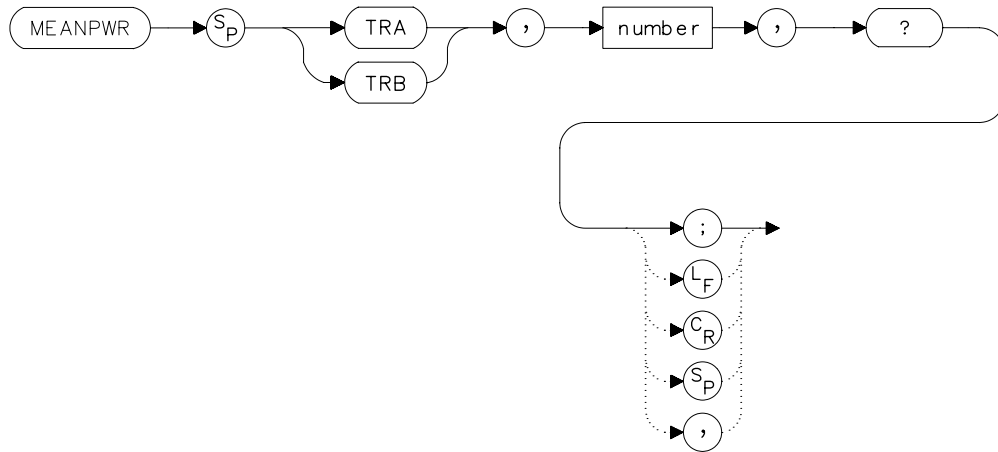 MEANPWR SP TRA , number , ?
TRB
;
LF
CR
SP
,